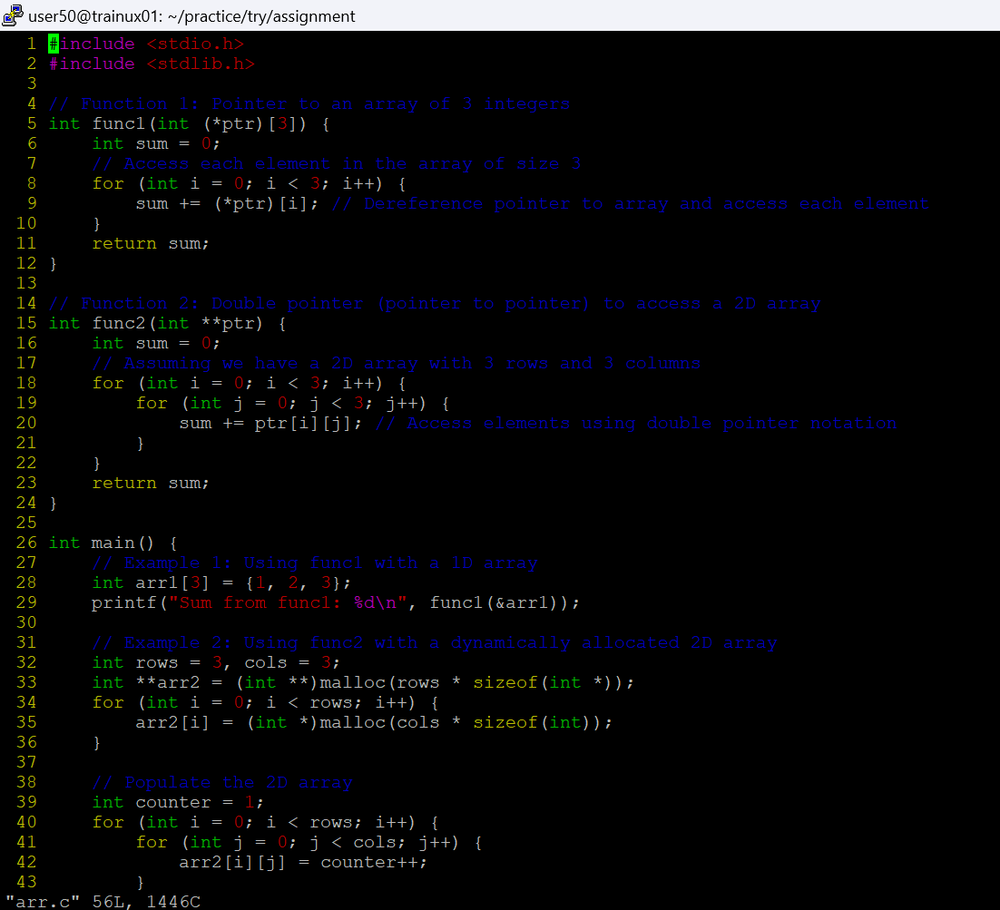 user50@trainux01: ~/practice/try/assignment
1 #include <stdio.h>
2 #include <stdlib.h>
3
4 // Function 1: Pointer to an array of 3 integers
5 int func1(int (*ptr)[3]) {
6     int sum = 0;
7     // Access each element in the array of size 3
8     for (int i = 0; i < 3; i++) {
9         sum += (*ptr)[i]; // Dereference pointer to array and access each element
10     }
11     return sum;
12 }
13
14 // Function 2: Double pointer (pointer to pointer) to access a 2D array
15 int func2(int **ptr) {
16     int sum = 0;
17     // Assuming we have a 2D array with 3 rows and 3 columns
18     for (int i = 0; i < 3; i++) {
19         for (int j = 0; j < 3; j++) {
20             sum += ptr[i][j]; // Access elements using double pointer notation
21         }
22     }
23     return sum;
24 }
25
26 int main() {
27     // Example 1: Using func1 with a 1D array
28     int arr1[3] = {1, 2, 3};
29     printf("Sum from func1: %d\n", func1(&arr1));
30
31     // Example 2: Using func2 with a dynamically allocated 2D array
32     int rows = 3, cols = 3;
33     int **arr2 = (int **)malloc(rows * sizeof(int *));
34     for (int i = 0; i < rows; i++) {
35         arr2[i] = (int *)malloc(cols * sizeof(int));
36     }
37
38     // Populate the 2D array
39     int counter = 1;
40     for (int i = 0; i < rows; i++) {
41         for (int j = 0; j < cols; j++) {
42             arr2[i][j] = counter++;
43         }
"arr.c" 56L, 1446C